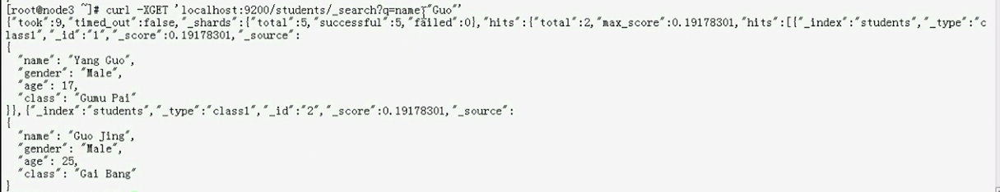 [root@node3 ~]# curl -XGET 'localhost:9200/students/_search?q=name:"Guo"'
{"took":9,"timed_out":false,"_shards":{"total":5,"successful":5,"failed":0},"hits":{"total":2,"max_score":0.19178301,"hits":[{"_index":"students","_type":"c
lass1","_id":"1","_score":0.19178301,"_source":
{
  "name": "Yang Guo",
  "gender": "Male",
  "age": 17,
  "class": "Gumu Pai"
}},{"_index":"students","_type":"class1","_id":"2","_score":0.19178301,"_source":
{
  "name": "Guo Jing",
  "gender": "Male",
  "age": 25,
  "class": "Gai Bang"
}